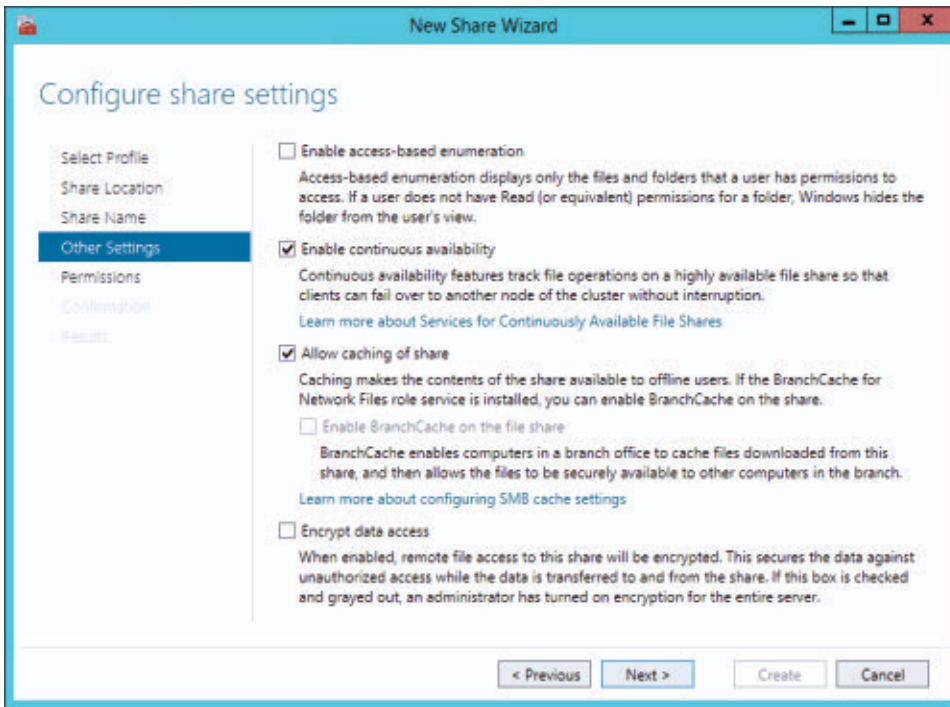 New Share Wizard
Configure share settings
Select Profile
Share Location
Share Name
Other Settings
Permissions
Confirmation
Results
Enable access-based enumeration
Access-based enumeration displays only the files and folders that a user has permissions to
access. If a user does not have Read (or equivalent) permissions for a folder, Windows hides the
folder from the user's view.
Enable continuous availability
Continuous availability features track file operations on a highly available file share so that
clients can fail over to another node of the cluster without interruption.
Learn more about Services for Continuously Available File Shares
Allow caching of share
Caching makes the contents of the share available to offline users. If the BranchCache for
Network Files role service is installed, you can enable BranchCache on the share.
Enable BranchCache on the file share
BranchCache enables computers in a branch office to cache files downloaded from this
share, and then allows the files to be securely available to other computers in the branch.
Learn more about configuring SMB cache settings
Encrypt data access
When enabled, remote file access to this share will be encrypted. This secures the data against
unauthorized access while the data is transferred to and from the share. If this box is checked
and grayed out, an administrator has turned on encryption for the entire server.
< Previous
Next >
Create
Cancel